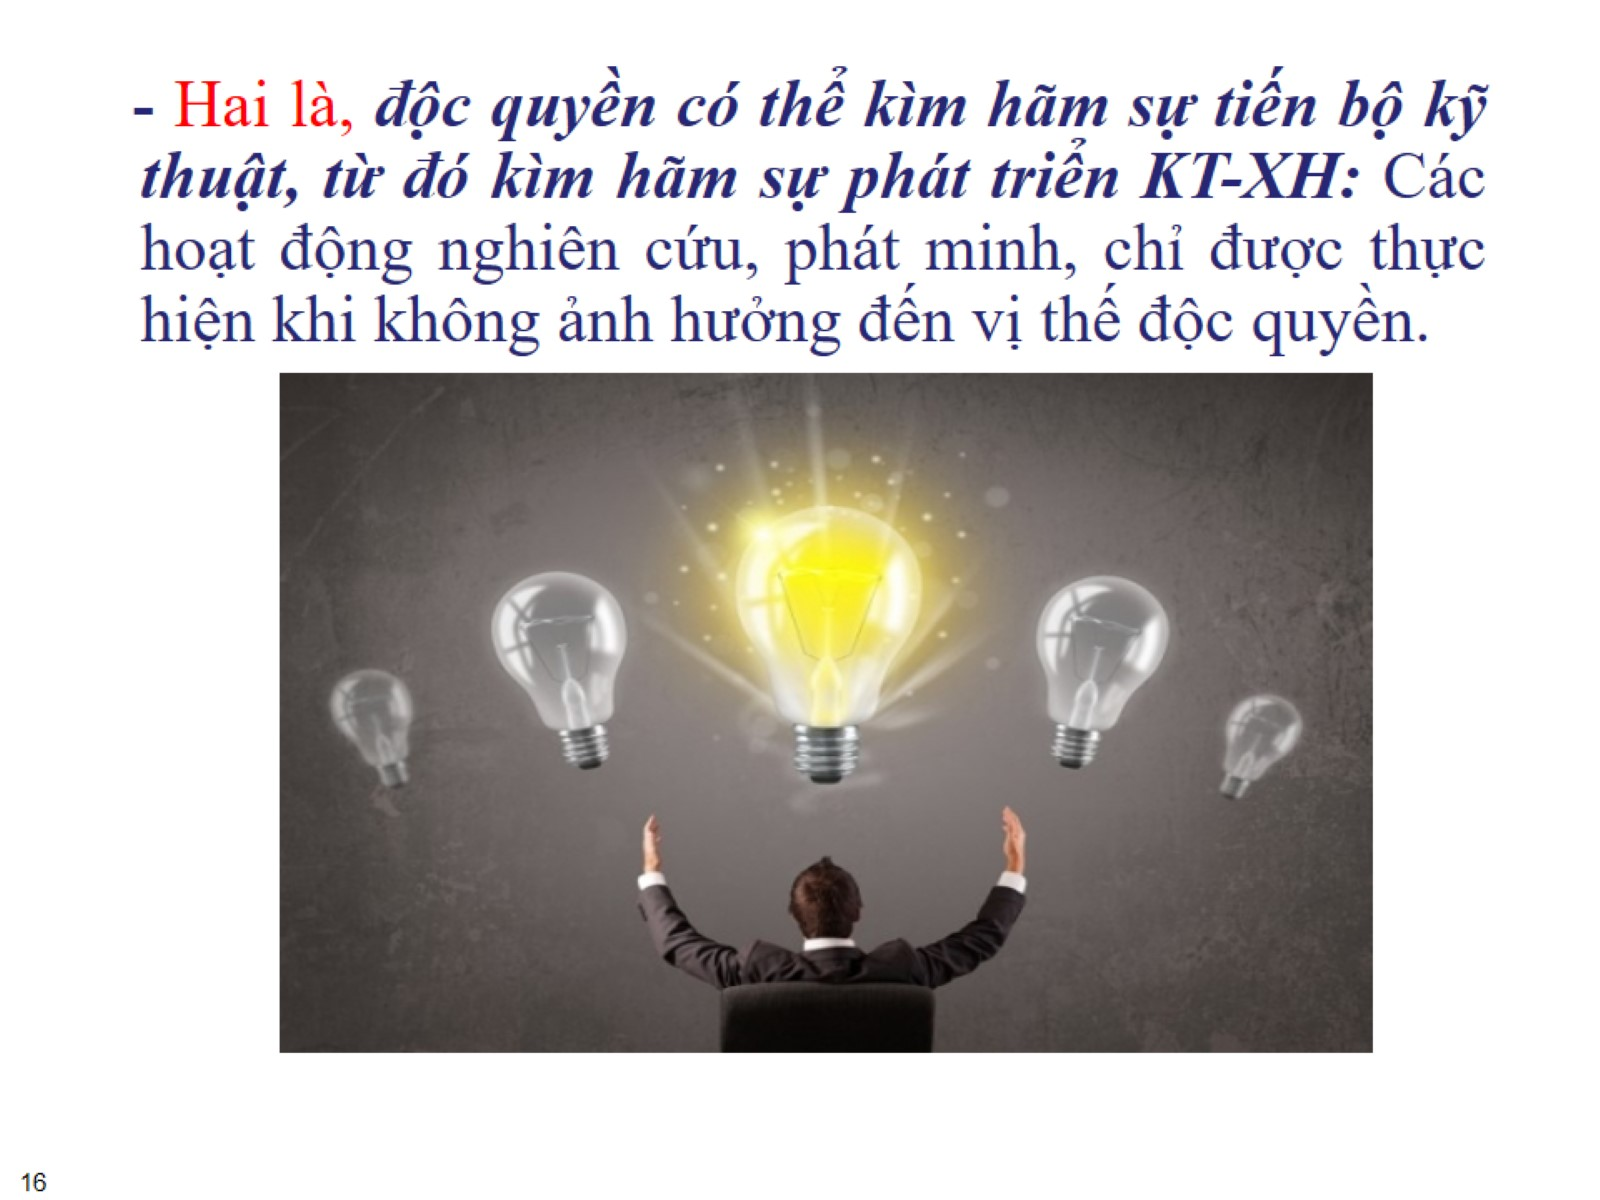 - Hai là, độc quyền có thể kìm hãm sự tiến bộ kỹ
thuật, từ đó kìm hãm sự phát triển KT-XH: Các
hoạt động nghiên cứu, phát minh, chỉ được thực
hiện khi không ảnh hưởng đến vị thế độc quyền.
16